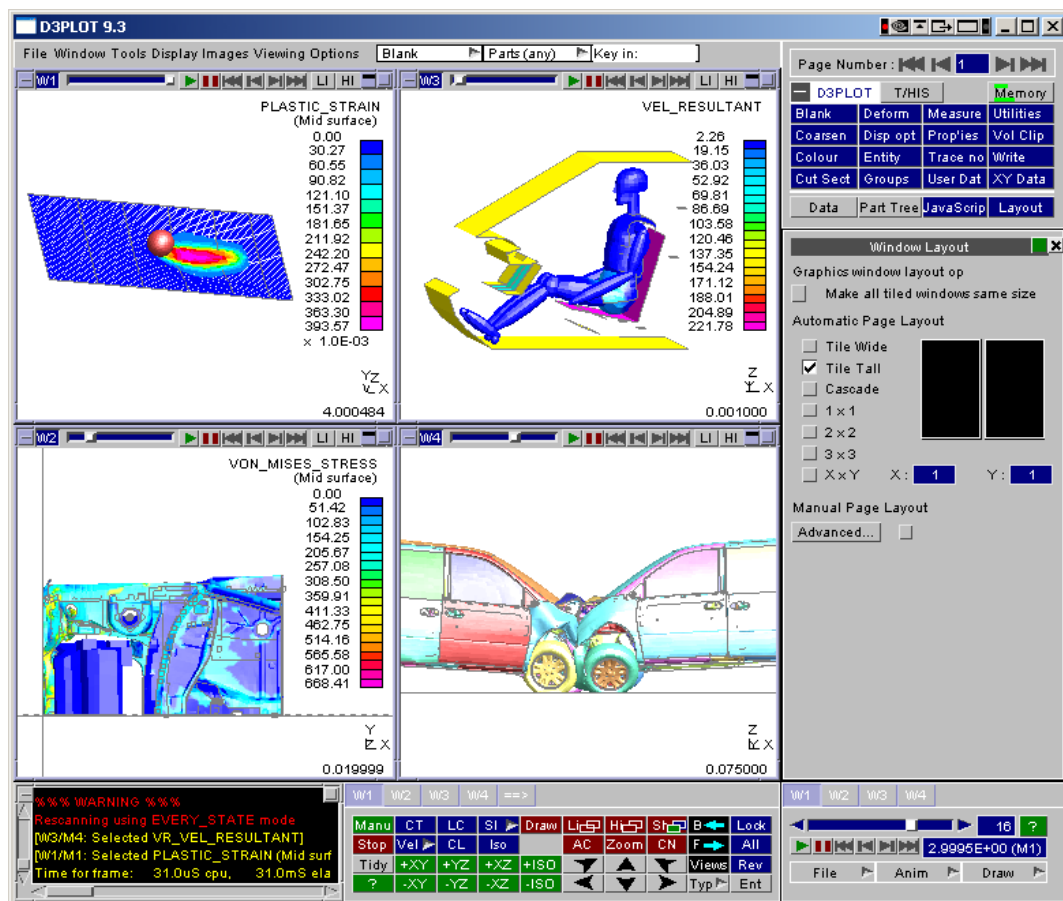 D3PLOT 9.3
File Window Tools Display Images Viewing Options Blank Parts (any) Key in:
Page Number: 1
D3PLOT T/HIS Memory
Blank Deform Measure Utilities
Coarsen Disp opt Prop'ies Vol Clip
Colour Entity Trace no Write
Cut Sect Groups User Dat XY Data
Data Part Tree JavaScrip Layout
W1 LI HI
PLASTIC_STRAIN
(Mid surface)
0.00
30.27
60.55
90.82
121.10
151.37
181.65
211.92
242.20
272.47
302.75
333.02
363.30
393.57
x 1.0E-03
YZ
X
4.000484
W3 LI HI
VEL_RESULTANT
2.26
19.15
36.03
52.92
69.81
86.69
103.58
120.46
137.35
154.24
171.12
188.01
204.89
221.78
Z
Y X
0.001000
W2 LI HI
VON_MISES_STRESS
(Mid surface)
0.00
51.42
102.83
154.25
205.67
257.08
308.50
359.91
411.33
462.75
514.16
565.58
617.00
668.41
Y
Z X
0.019999
W4 LI HI
Z
Y X
0.075000
Window Layout
Graphics window layout op
Make all tiled windows same size
Automatic Page Layout
Tile Wide
Tile Tall
Cascade
1 x 1
2 x 2
3 x 3
X x Y X: 1 Y: 1
Manual Page Layout
Advanced...
%%% WARNING %%%
Rescanning using EVERY_STATE mode
[W3/M4: Selected VR_VEL_RESULTANT]
[W1/M1: Selected PLASTIC_STRAIN (Mid surf
Time for frame: 31.0uS cpu, 31.0mS ela
W1 W2 W3 W4 ==>
Manu CT LC SI Draw Li Hi Sh B Lock
Stop Vel CL Iso AC Zoom CN F All
Tidy +XY +YZ +XZ +ISO Views Rev
? -XY -YZ -XZ -ISO Typ Ent
W1 W2 W3 W4
16 ?
2.9995E+00 (M1)
File Anim Draw